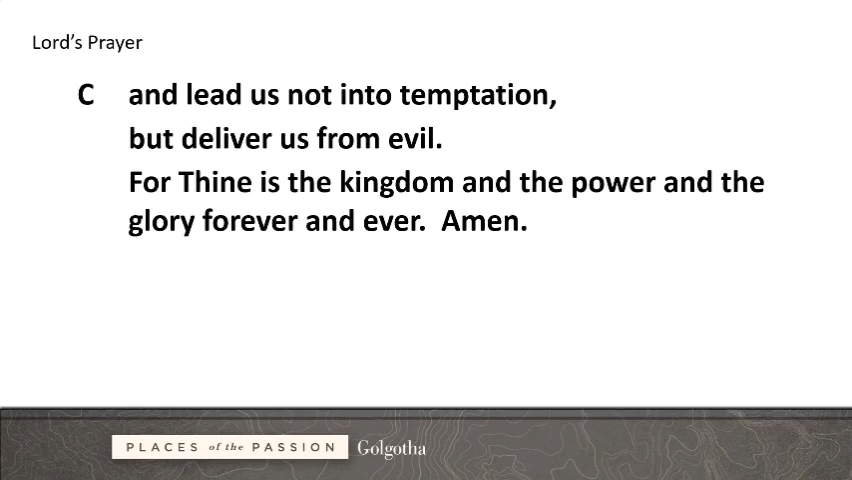 Lord's Prayer
C and lead us not into temptation,
but deliver us from evil.
For Thine is the kingdom and the power and the
glory forever and ever. Amen.
PLACES of the PASSION Golgotha